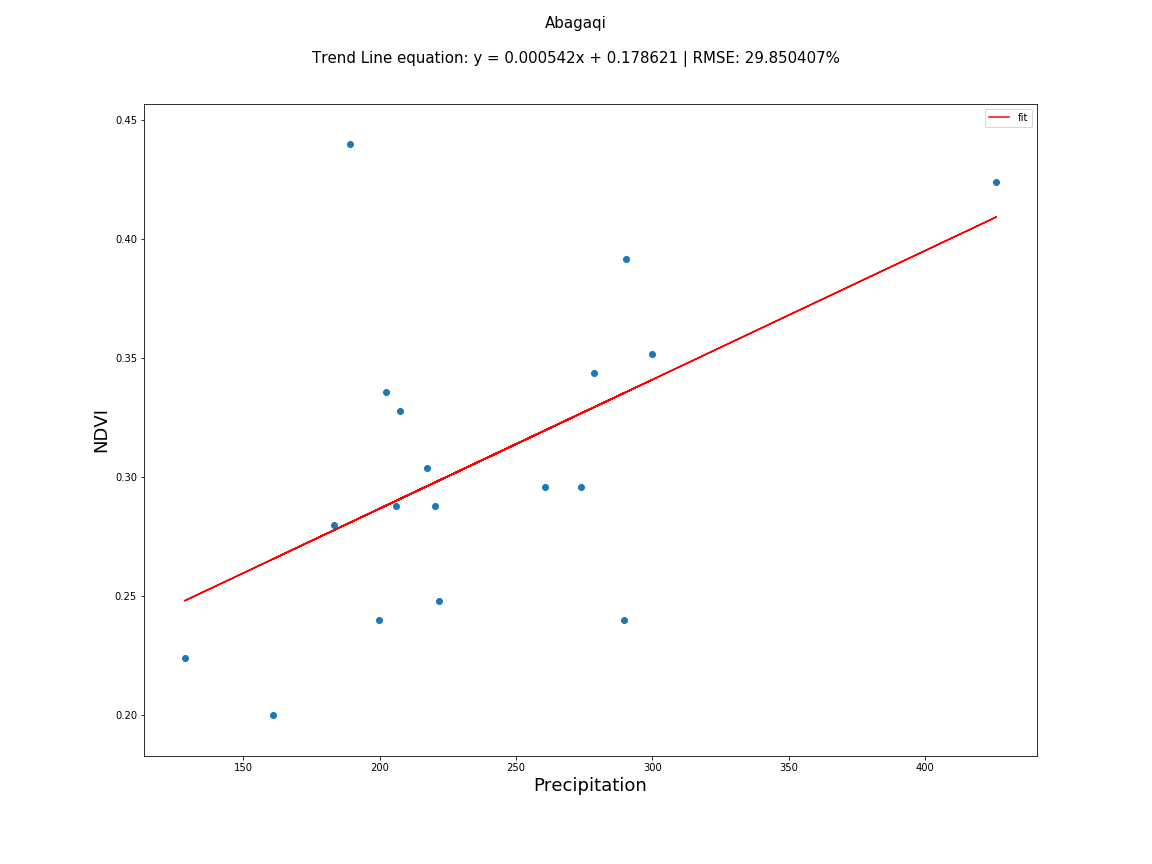 Abagaqi
Trend Line equation: y = 0.000542x + 0.178621 | RMSE: 29.850407%
fit
0.45
0.40
0.35
0.30
0.25
0.20
NDVI
150 200 250 300 350 400
Precipitation